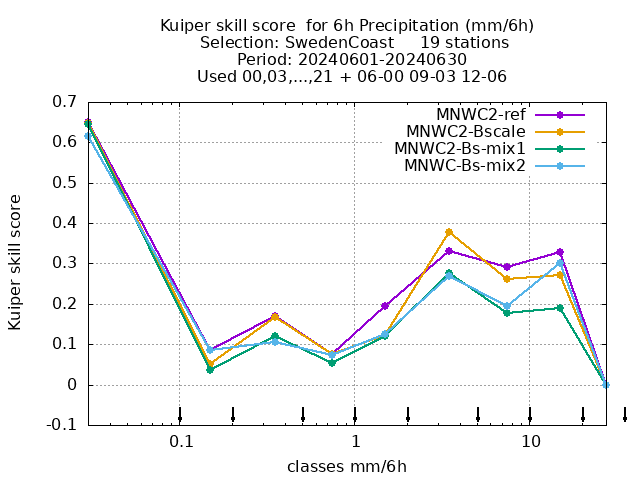 Kuiper skill score  for 6h Precipitation (mm/6h)
Selection: SwedenCoast     19 stations
Period: 20240601-20240630
Used 00,03,...,21 + 06-00 09-03 12-06
MNWC2-ref
MNWC2-Bscale
MNWC2-Bs-mix1
MNWC-Bs-mix2
Kuiper skill score
0.7
0.6
0.5
0.4
0.3
0.2
0.1
0
-0.1
0.1 1 10
classes mm/6h